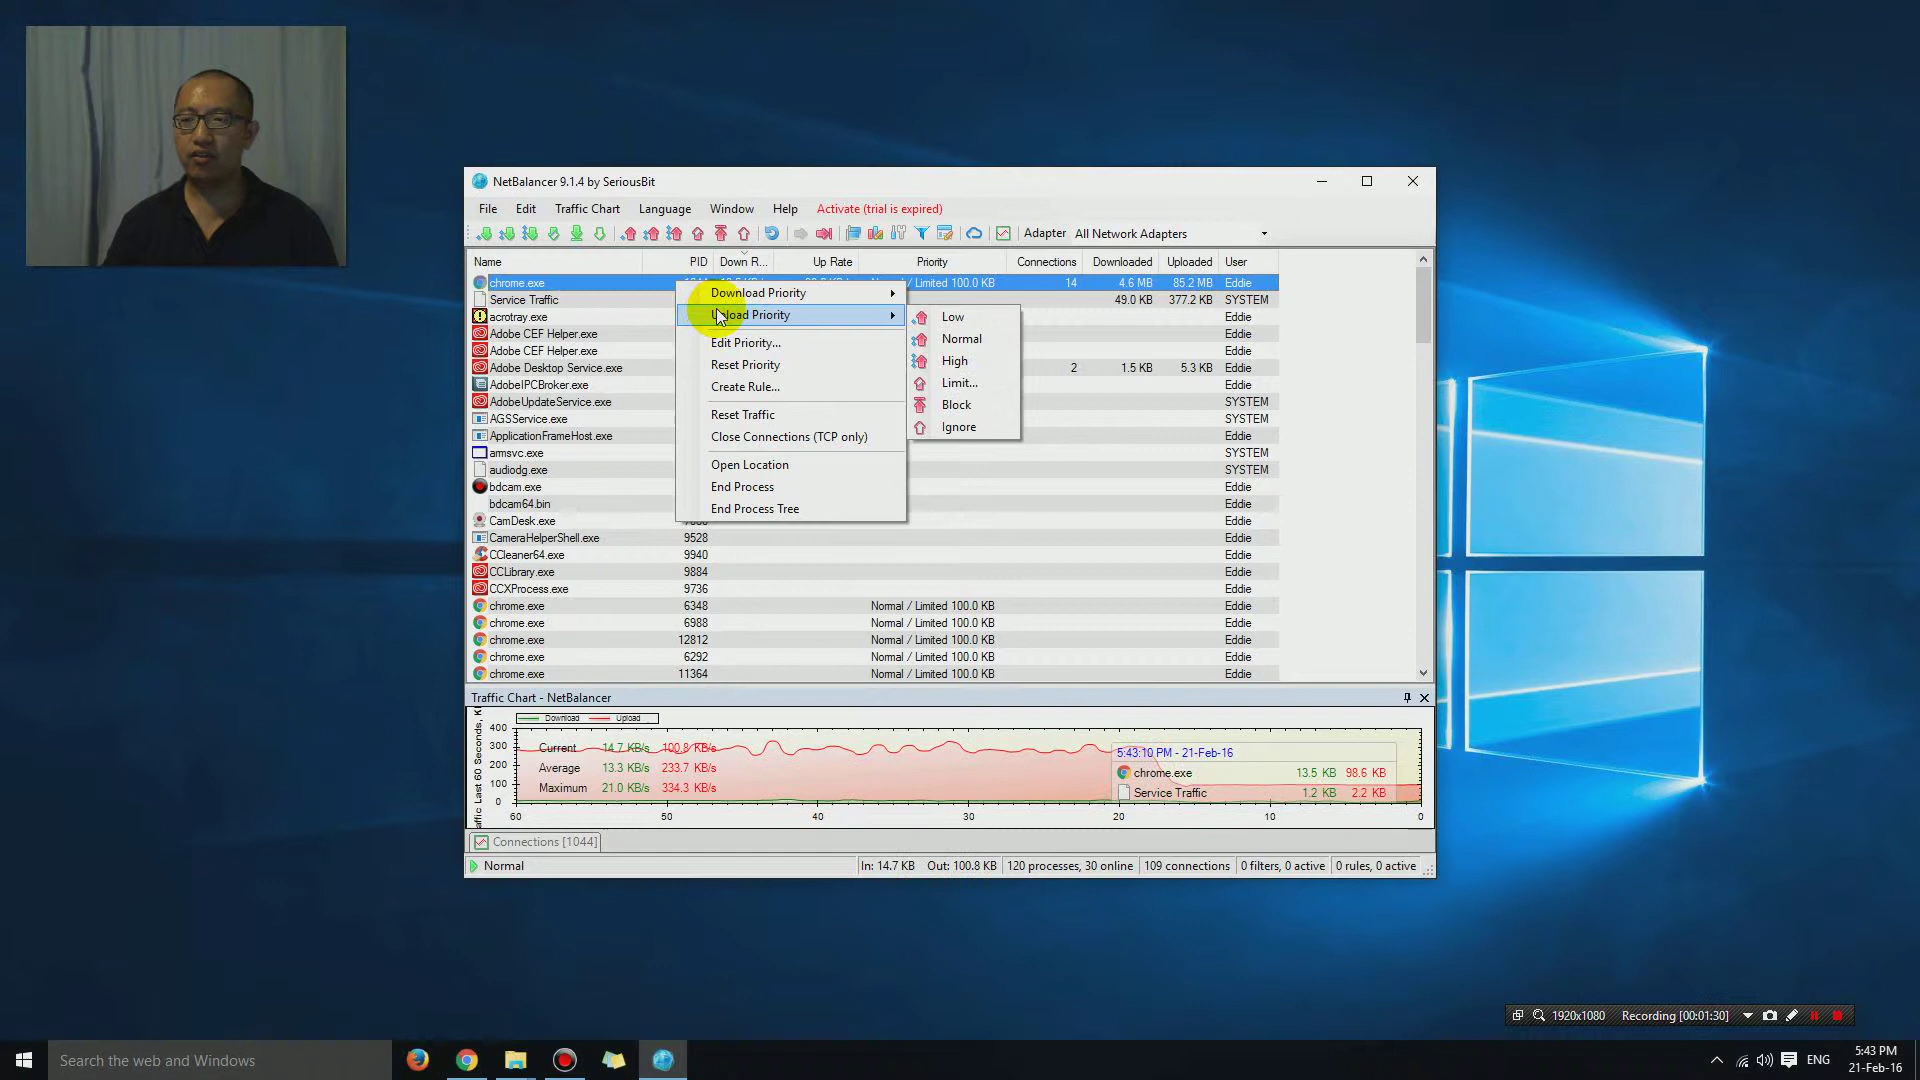 NetBalancer 9.1.4 by SeriousBit
File Edit Traffic Chart Language Window Help Activate (trial is expired)
Adapter All Network Adapters
Name PID Down R... Up Rate Priority Connections Downloaded Uploaded User
chrome.exe Limited 100.0 KB 14 4.6 MB 85.2 MB Eddie
Service Traffic 49.0 KB 377.2 KB SYSTEM
acrotray.exe Eddie
Adobe CEF Helper.exe Eddie
Adobe CEF Helper.exe Eddie
Adobe Desktop Service.exe 2 1.5 KB 5.3 KB Eddie
AdobeIPCBroker.exe Eddie
AdobeUpdateService.exe SYSTEM
AGSService.exe SYSTEM
ApplicationFrameHost.exe Eddie
armsvc.exe SYSTEM
audiodg.exe SYSTEM
bdcam.exe Eddie
bdcam64.bin Eddie
CamDesk.exe Eddie
CameraHelperShell.exe 9528 Eddie
CCleaner64.exe 9940 Eddie
CCLibrary.exe 9884 Eddie
CCXProcess.exe 9736 Eddie
chrome.exe 6348 Normal / Limited 100.0 KB Eddie
chrome.exe 6988 Normal / Limited 100.0 KB Eddie
chrome.exe 12812 Normal / Limited 100.0 KB Eddie
chrome.exe 6292 Normal / Limited 100.0 KB Eddie
chrome.exe 11364 Normal / Limited 100.0 KB Eddie
Download Priority
Upload Priority
Edit Priority...
Reset Priority
Create Rule...
Reset Traffic
Close Connections (TCP only)
Open Location
End Process
End Process Tree
Low
Normal
High
Limit...
Block
Ignore
Traffic Chart - NetBalancer
Download Upload
400
300
200
100
0
Current 14.7 KB/s 100.8 KB/s
Average 13.3 KB/s 233.7 KB/s
Maximum 21.0 KB/s 334.3 KB/s
5:43:10 PM - 21-Feb-16
chrome.exe 13.5 KB 98.6 KB
Service Traffic 1.2 KB 2.2 KB
60 50 40 30 20 10 0
Connections [1044]
Normal In: 14.7 KB Out: 100.8 KB 120 processes, 30 online 109 connections 0 filters, 0 active 0 rules, 0 active
1920x1080 Recording [00:01:30]
Search the web and Windows
ENG
5:43 PM
21-Feb-16